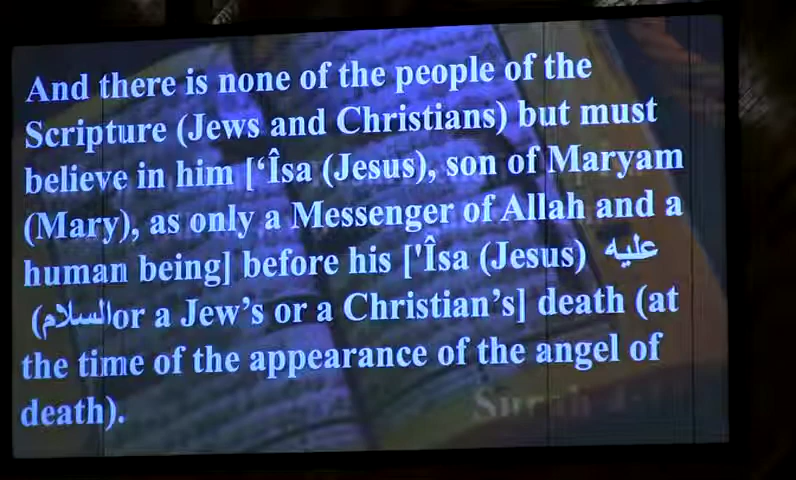 And there is none of the people of the
Scripture (Jews and Christians) but must
believe in him [‘Îsa (Jesus), son of Maryam
(Mary), as only a Messenger of Allah and a
human being] before his ['Îsa (Jesus) عليه
(السلامor a Jew’s or a Christian’s] death (at
the time of the appearance of the angel of
death).
Surah